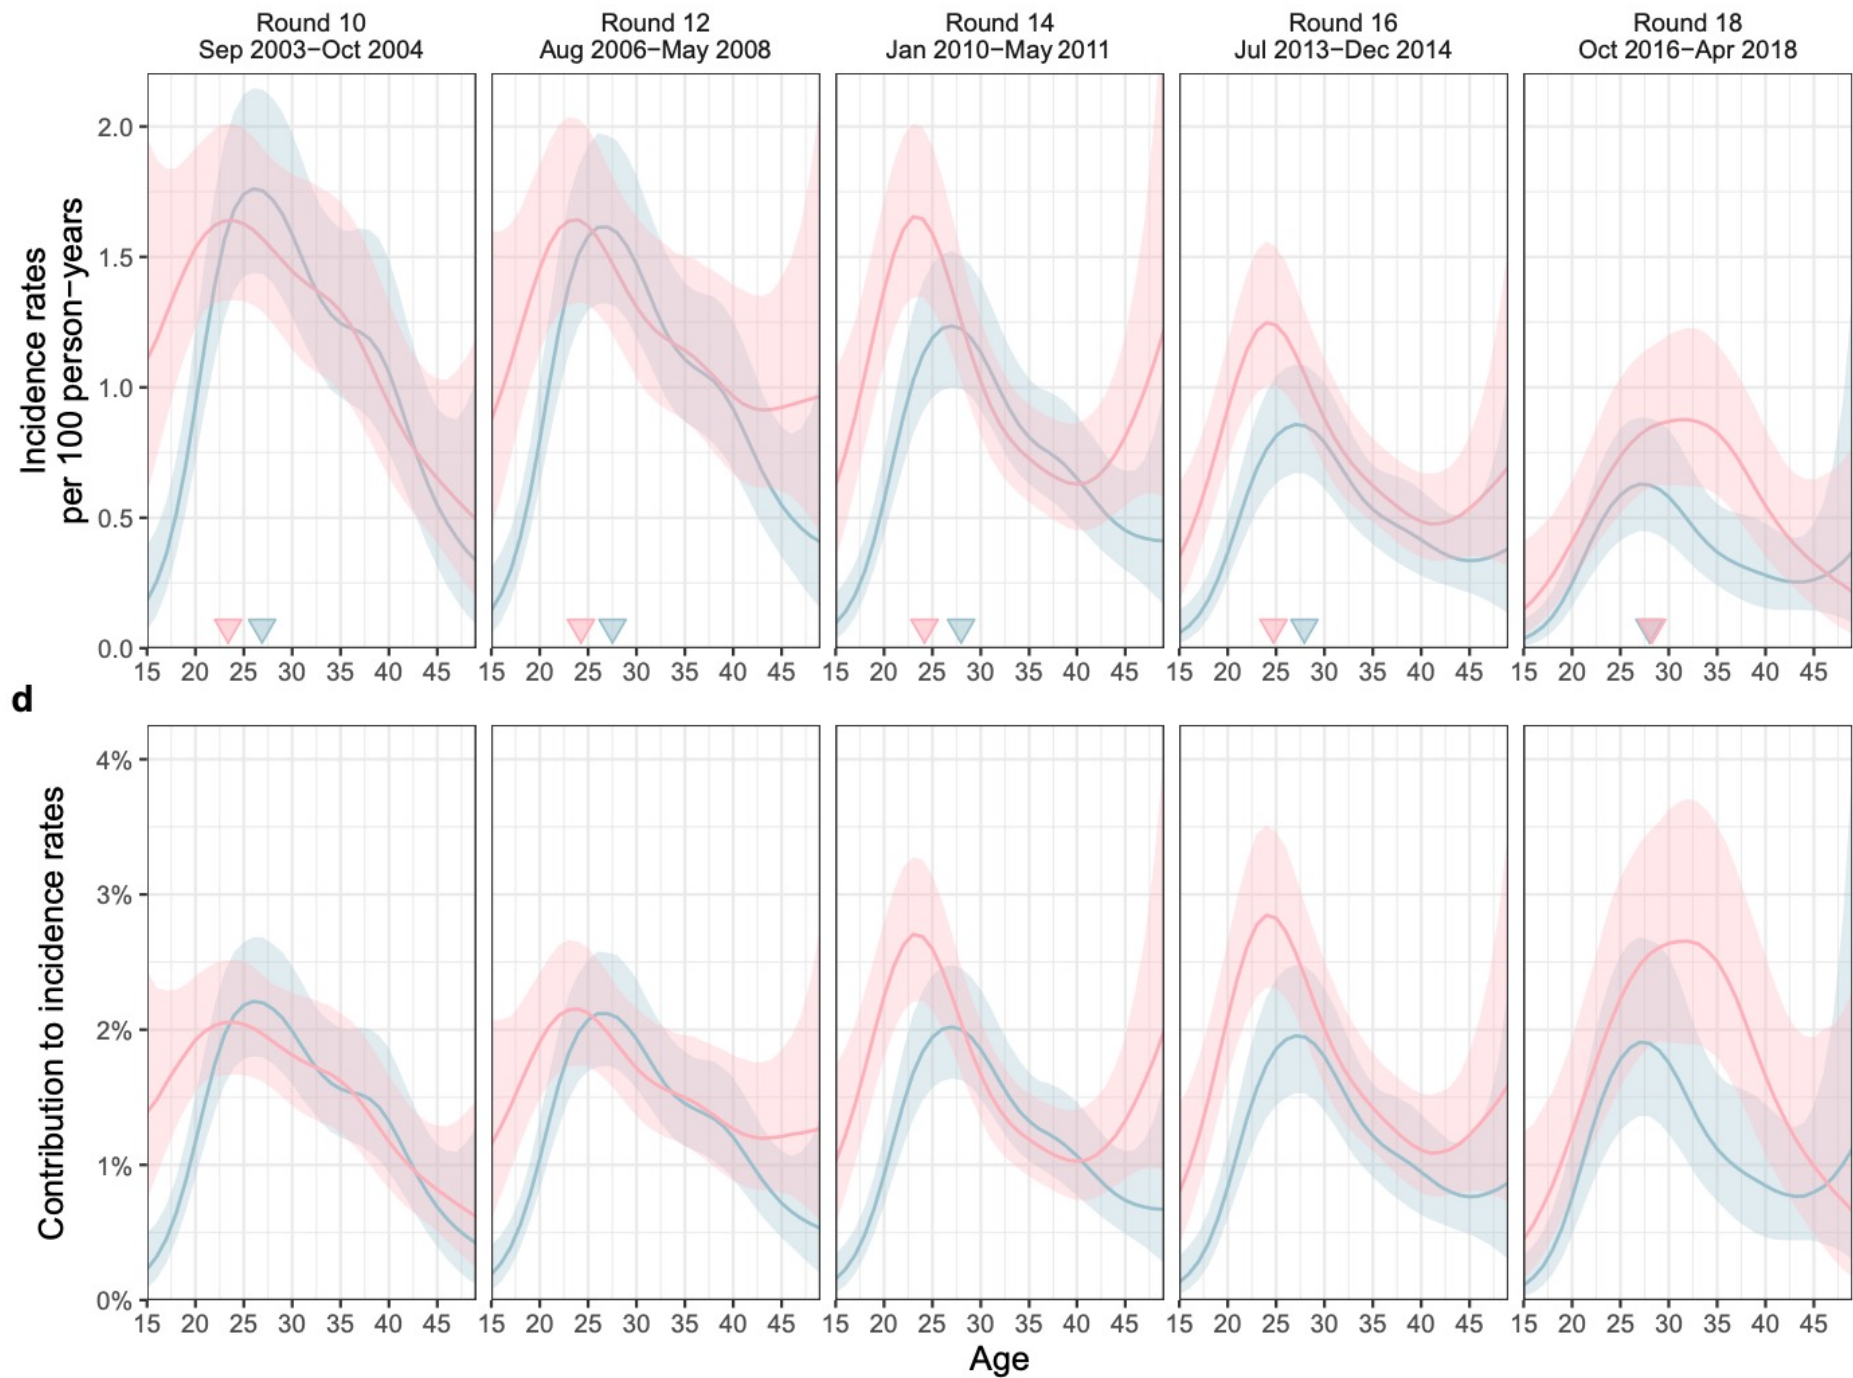 Round 10
Sep 2003−Oct 2004
Round 12
Aug 2006−May 2008
Round 14
Jan 2010−May 2011
Round 16
Jul 2013−Dec 2014
Round 18
Oct 2016−Apr 2018
Incidence rates
per 100 person−years
2.0
1.5
1.0
0.5
0.0
15 20 25 30 35 40 45
15 20 25 30 35 40 45
15 20 25 30 35 40 45
15 20 25 30 35 40 45
15 20 25 30 35 40 45
d
Contribution to incidence rates
4%
3%
2%
1%
0%
15 20 25 30 35 40 45
15 20 25 30 35 40 45
15 20 25 30 35 40 45
15 20 25 30 35 40 45
15 20 25 30 35 40 45
Age